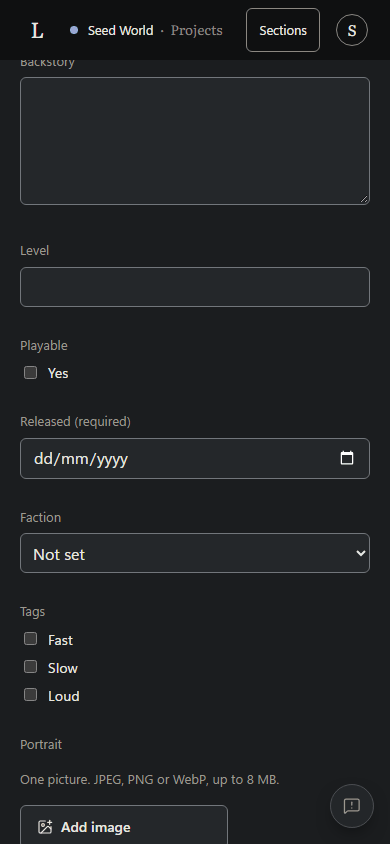 L
Seed World · Projects
Sections
S
Backstory
Level
Playable
Yes
Released (required)
dd/mm/yyyy
Faction
Not set
Tags
Fast
Slow
Loud
Portrait
One picture. JPEG, PNG or WebP, up to 8 MB.
Add image